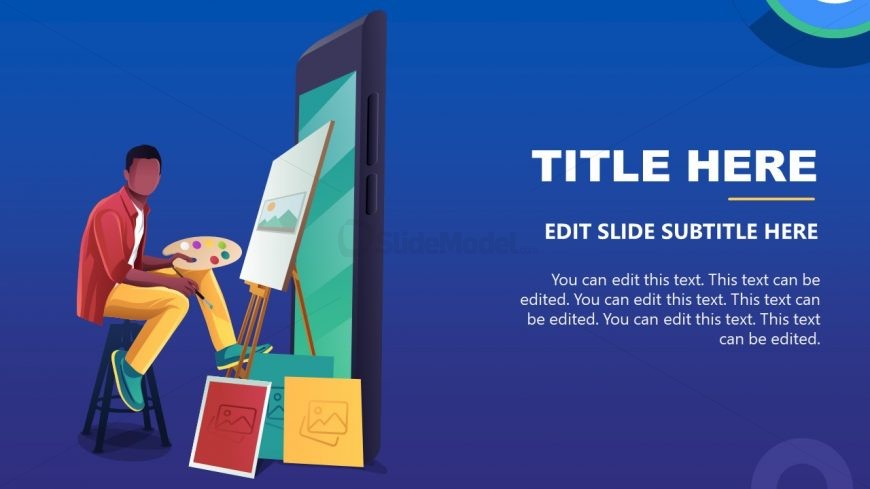 TITLE HERE
EDIT SLIDE SUBTITLE HERE
SlideModel
You can edit this text. This text can be
edited. You can edit this text. This text can
be edited. You can edit this text. This text
can be edited.